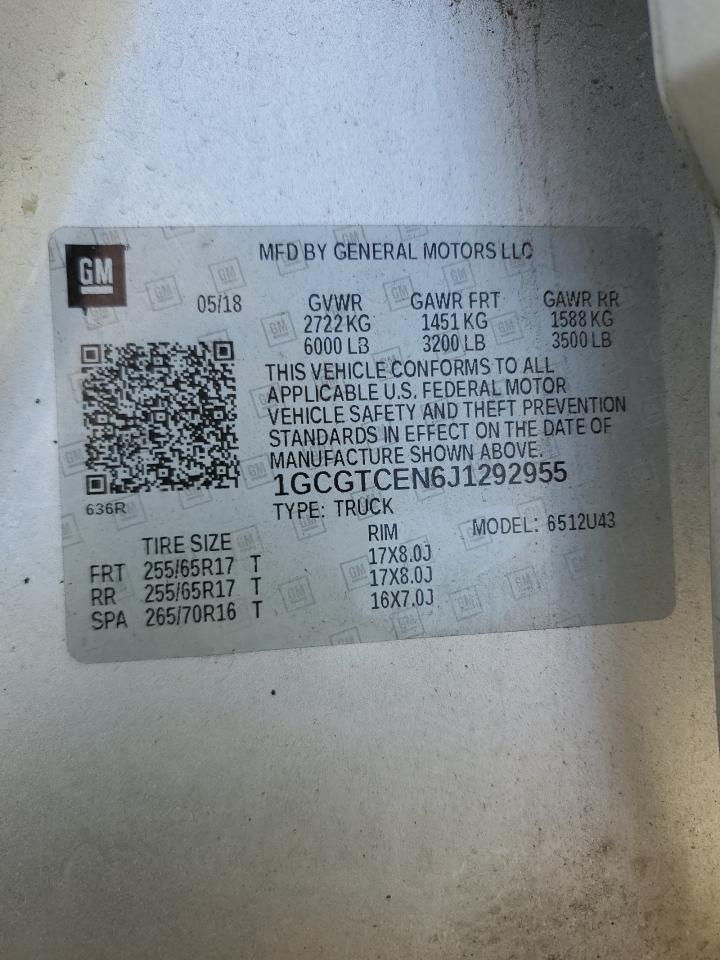 GM
MFD BY GENERAL MOTORS LLC
05/18
GVWR GAWR FRT GAWR RR
2722 KG 1451 KG 1588 KG
6000 LB 3200 LB 3500 LB
THIS VEHICLE CONFORMS TO ALL
APPLICABLE U.S. FEDERAL MOTOR
VEHICLE SAFETY AND THEFT PREVENTION
STANDARDS IN EFFECT ON THE DATE OF
MANUFACTURE SHOWN ABOVE.
1GCGTCEN6J1292955
636R
TYPE: TRUCK MODEL: 6512U43
TIRE SIZE RIM
FRT 255/65R17 T 17X8.0J
RR 255/65R17 T 17X8.0J
SPA 265/70R16 T 16X7.0J